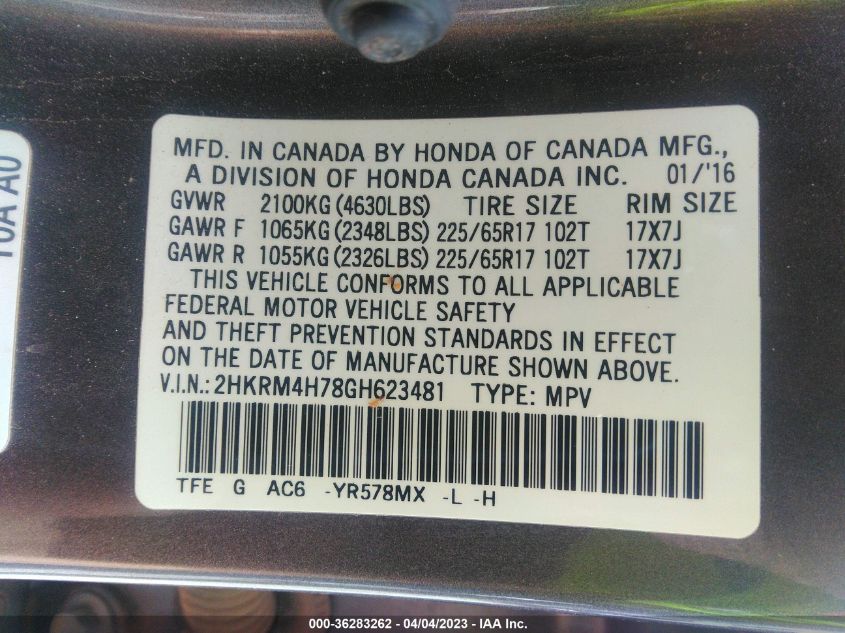 MFD. IN CANADA BY HONDA OF CANADA MFG.,
A DIVISION OF HONDA CANADA INC. 01/'16
GVWR 2100KG (4630LBS) TIRE SIZE RIM SIZE
GAWR F 1065KG (2348LBS) 225/65R17 102T 17X7J
GAWR R 1055KG (2326LBS) 225/65R17 102T 17X7J
THIS VEHICLE CONFORMS TO ALL APPLICABLE
FEDERAL MOTOR VEHICLE SAFETY
AND THEFT PREVENTION STANDARDS IN EFFECT
ON THE DATE OF MANUFACTURE SHOWN ABOVE.
V.I.N.: 2HKRM4H78GH623481 TYPE: MPV
TFE G AC6 -YR578MX -L -H
000-36283262 - 04/04/2023 - IAA Inc.